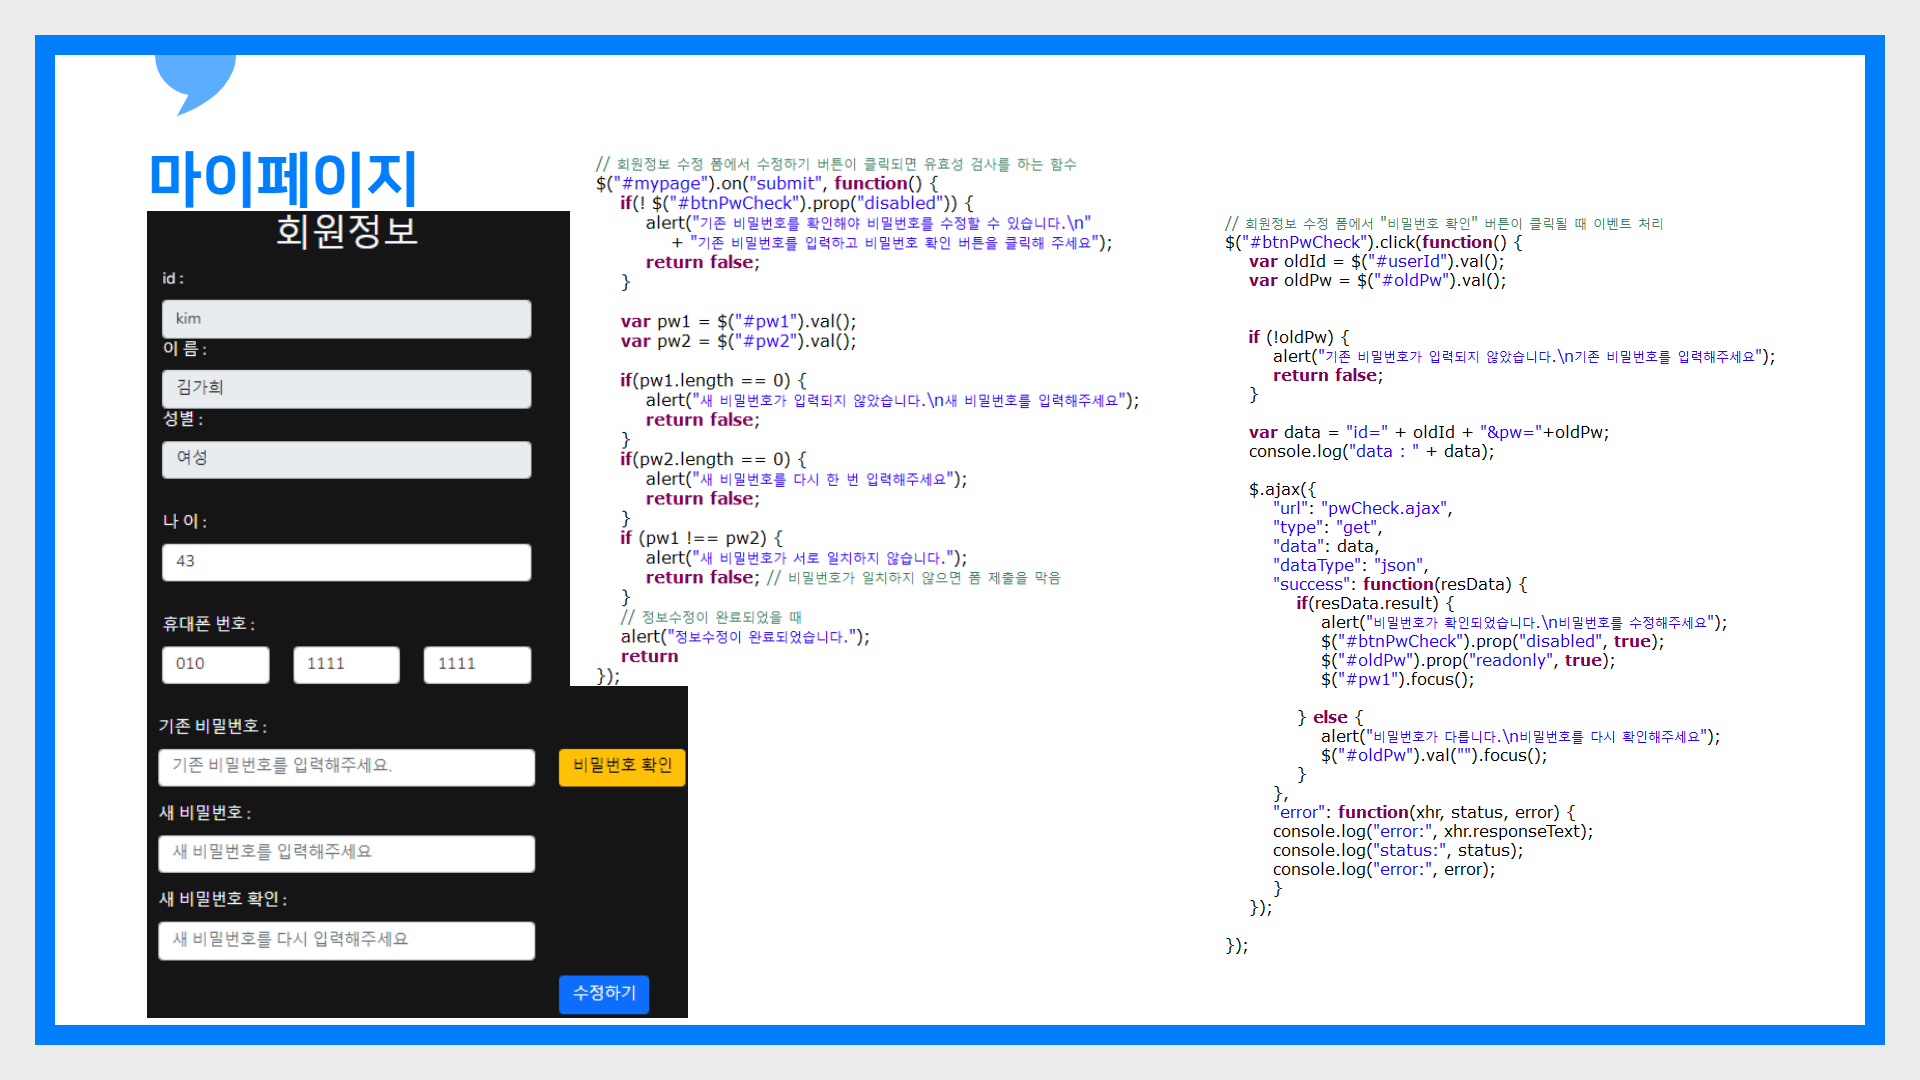 마이페이지
회원정보
id :
kim
이 름 :
김가희
성별 :
여성
나 이 :
43
휴대폰 번호 :
010 1111 1111
기존 비밀번호 :
기존 비밀번호를 입력해주세요. 비밀번호 확인
새 비밀번호 :
새 비밀번호를 입력해주세요
새 비밀번호 확인 :
새 비밀번호를 다시 입력해주세요
수정하기
// 회원정보 수정 폼에서 수정하기 버튼이 클릭되면 유효성 검사를 하는 함수
$("#mypage").on("submit", function() {
if(! $("#btnPwCheck").prop("disabled")) {
alert("기존 비밀번호를 확인해야 비밀번호를 수정할 수 있습니다.\n"
+ "기존 비밀번호를 입력하고 비밀번호 확인 버튼을 클릭해 주세요");
return false;
}
var pw1 = $("#pw1").val();
var pw2 = $("#pw2").val();
if(pw1.length == 0) {
alert("새 비밀번호가 입력되지 않았습니다.\n새 비밀번호를 입력해주세요");
return false;
}
if(pw2.length == 0) {
alert("새 비밀번호를 다시 한 번 입력해주세요");
return false;
}
if (pw1 !== pw2) {
alert("새 비밀번호가 서로 일치하지 않습니다.");
return false; // 비밀번호가 일치하지 않으면 폼 제출을 막음
}
// 정보수정이 완료되었을 때
alert("정보수정이 완료되었습니다.");
return
});
// 회원정보 수정 폼에서 "비밀번호 확인" 버튼이 클릭될 때 이벤트 처리
$("#btnPwCheck").click(function() {
var oldId = $("#userId").val();
var oldPw = $("#oldPw").val();
if (!oldPw) {
alert("기존 비밀번호가 입력되지 않았습니다.\n기존 비밀번호를 입력해주세요");
return false;
}
var data = "id=" + oldId + "&pw="+oldPw;
console.log("data : " + data);
$.ajax({
"url": "pwCheck.ajax",
"type": "get",
"data": data,
"dataType": "json",
"success": function(resData) {
if(resData.result) {
alert("비밀번호가 확인되었습니다.\n비밀번호를 수정해주세요");
$("#btnPwCheck").prop("disabled", true);
$("#oldPw").prop("readonly", true);
$("#pw1").focus();
} else {
alert("비밀번호가 다릅니다.\n비밀번호를 다시 확인해주세요");
$("#oldPw").val("").focus();
}
},
"error": function(xhr, status, error) {
console.log("error:", xhr.responseText);
console.log("status:", status);
console.log("error:", error);
}
});
});